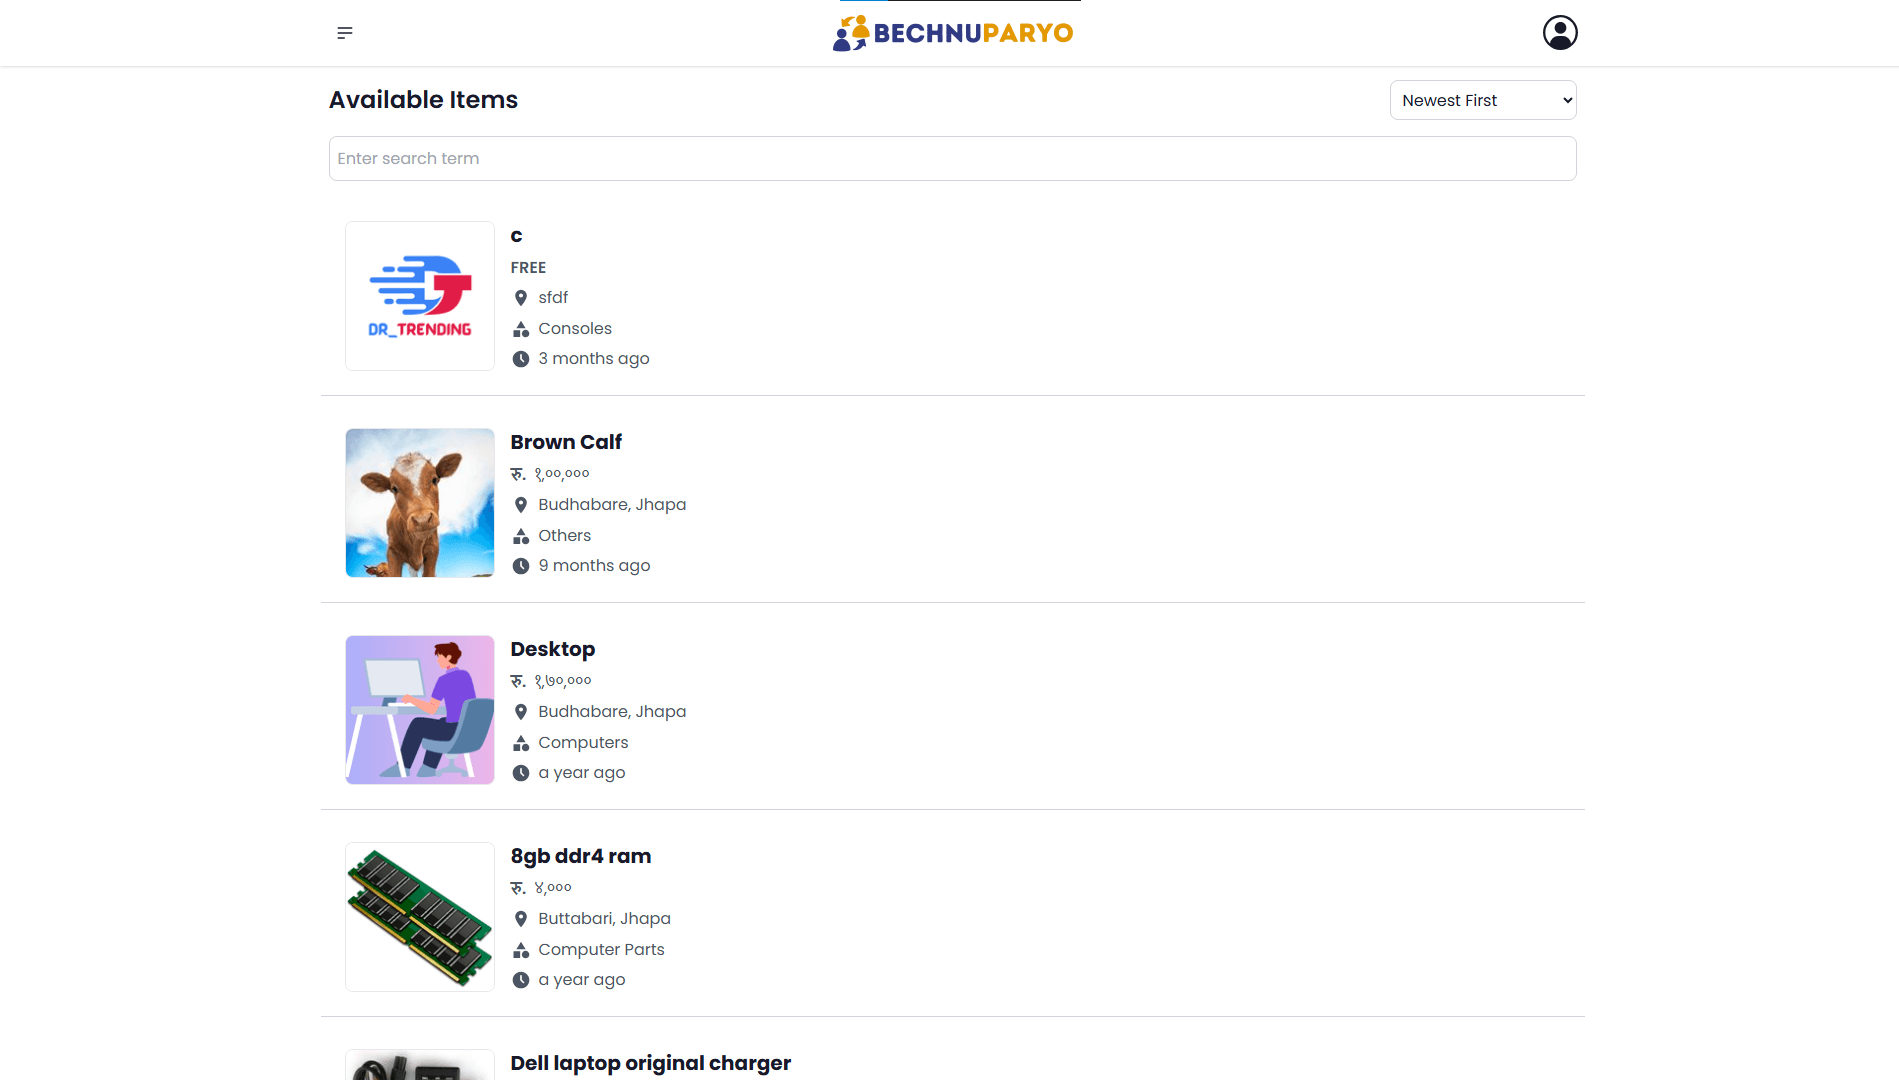 BECHNUPARYO
Available Items
Newest First
Enter search term
DR_TRENDING
c
FREE
sfdf
Consoles
3 months ago
Brown Calf
रु. १,००,०००
Budhabare, Jhapa
Others
9 months ago
Desktop
रु. १,७०,०००
Budhabare, Jhapa
Computers
a year ago
8gb ddr4 ram
रु. ४,०००
Buttabari, Jhapa
Computer Parts
a year ago
Dell laptop original charger